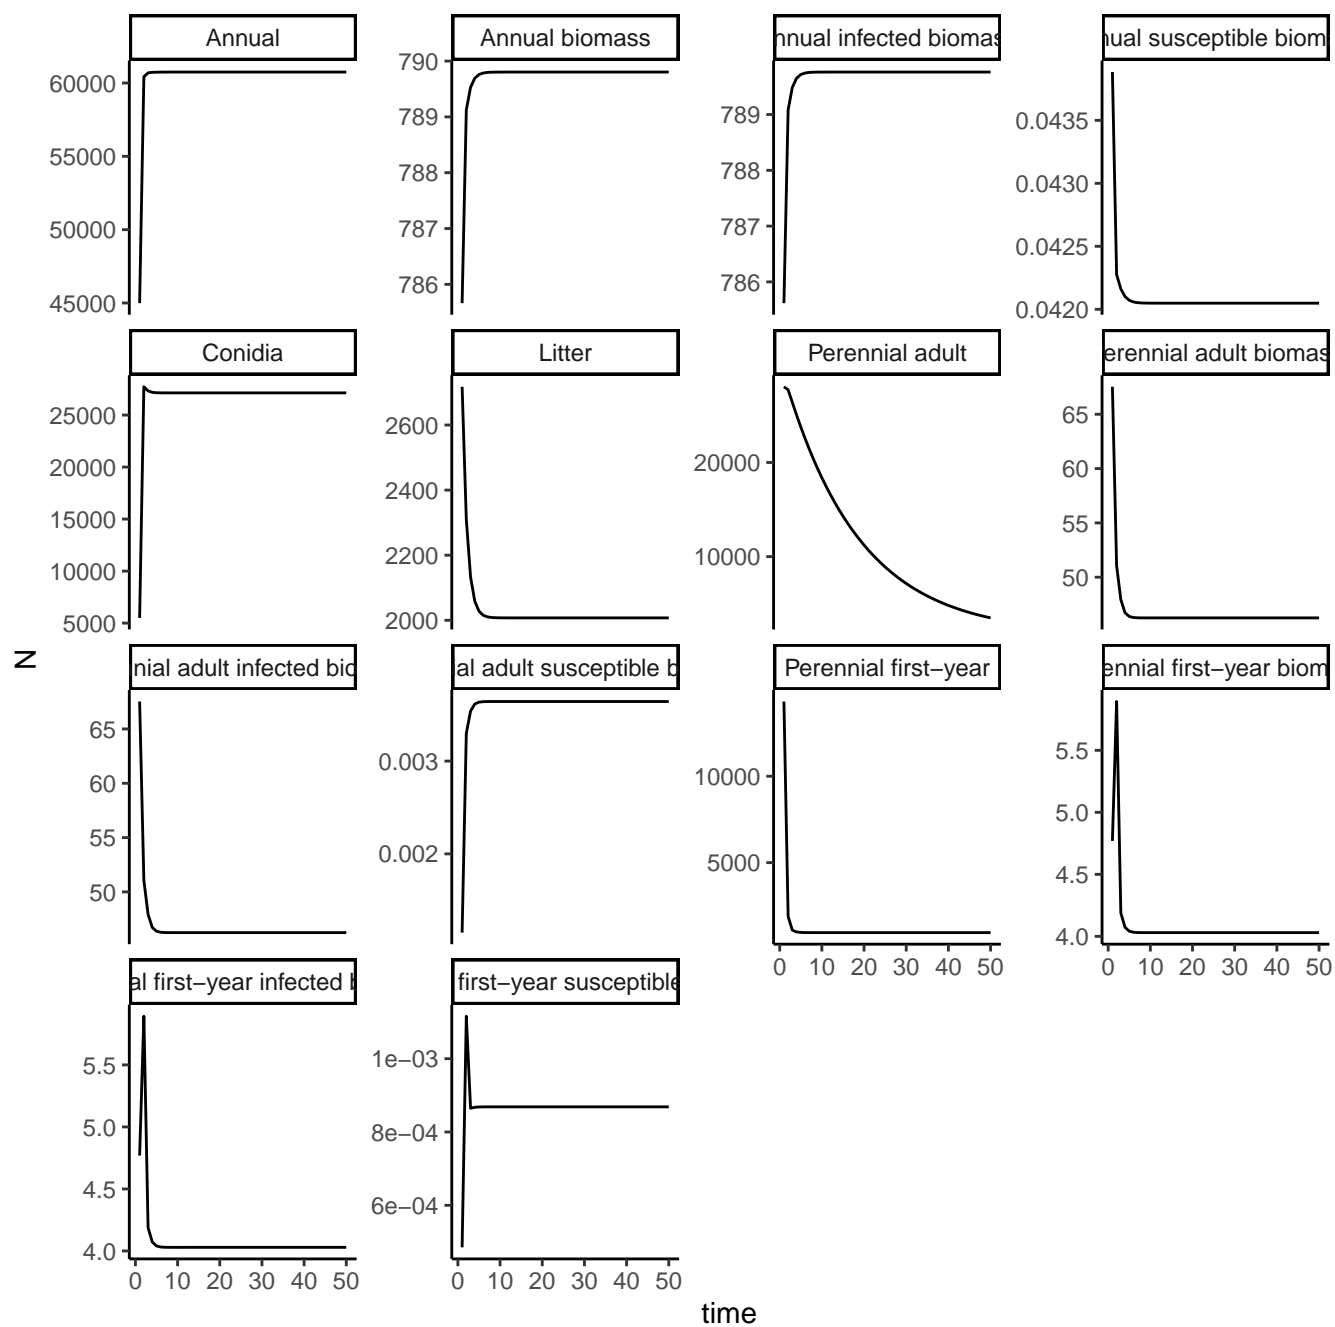 Annual
Annual biomass
nnual infected biomas
nual susceptible biom
60000
55000
50000
45000
790
789
788
787
786
789
788
787
786
0.0435
0.0430
0.0425
0.0420
Conidia
Litter
Perennial adult
erennial adult biomas
25000
20000
15000
10000
5000
2600
2400
2200
2000
20000
10000
65
60
55
50
N
nial adult infected bio
al adult susceptible b
Perennial first−year
ennial first−year biom
65
60
55
50
0.003
0.002
10000
5000
5.5
5.0
4.5
4.0
0 10 20 30 40 50
0 10 20 30 40 50
al first−year infected b
first−year susceptible
5.5
5.0
4.5
4.0
1e−03
8e−04
6e−04
0 10 20 30 40 50
0 10 20 30 40 50
time